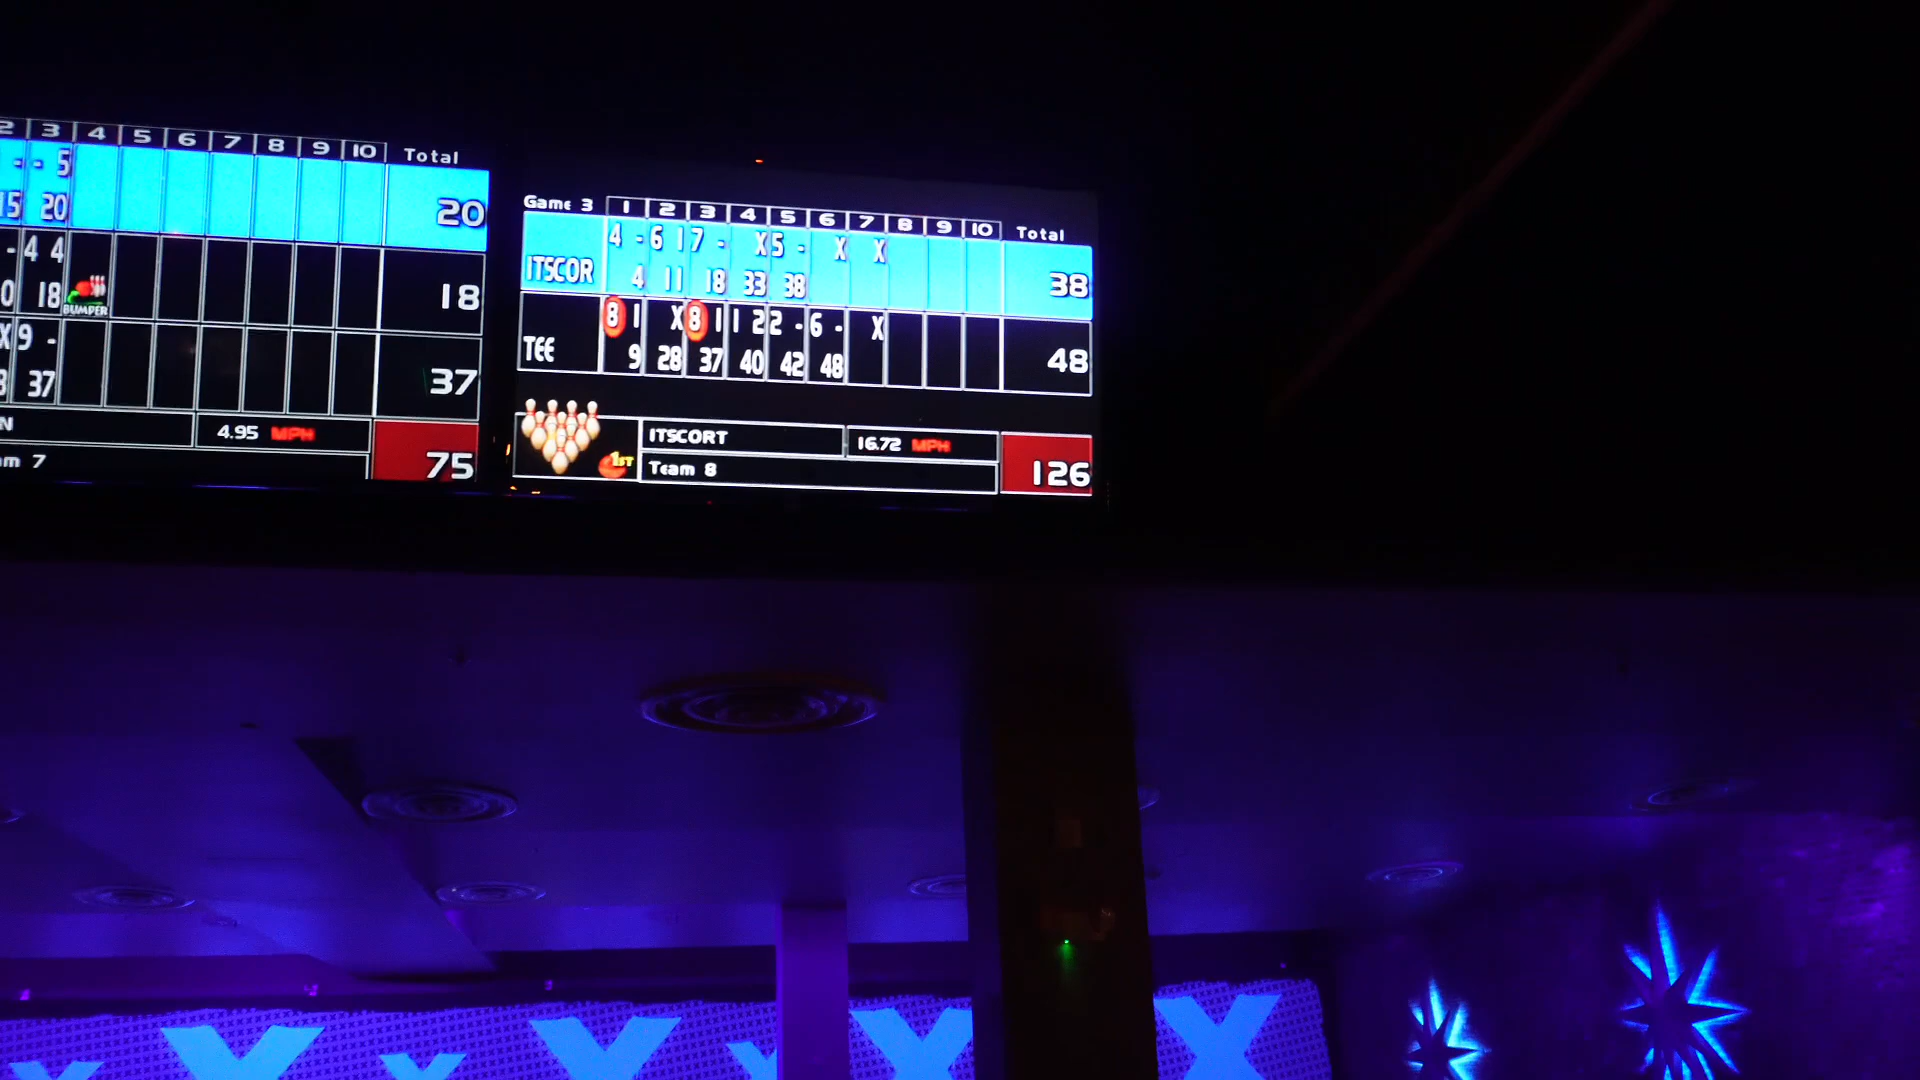 2 3 4 5 6 7 8 9 10 Total
- - 5
15 20 20
- 4 4
0 18 BUMPER 18
X 9 -
37 37
N 4.95 MPH
am 7 75
Game 3 1 2 3 4 5 6 7 8 9 10 Total
4 - 6 1 7 - X 5 - X X
ITSCOR 4 11 18 33 38 38
8 1 X 8 1 1 2 2 - 6 - X
TEE 9 28 37 40 42 48 48
ITSCORT 16.72 MPH
1ST Team 8 126